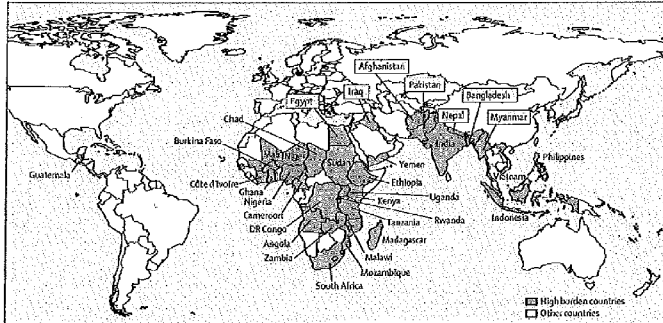 Afghanistan
Pakistan
Iraq
Bangladesh
Egypt
Chad
Nepal
Myanmar
Burkina Faso
Mali
Niger
India
Sudan
Yemen
Philippines
Guatemala
Vietnam
Côte d'Ivoire
Ethiopia
Ghana
Uganda
Nigeria
Kenya
Cameroon
Rwanda
Indonesia
DR Congo
Tanzania
Madagascar
Angola
Malawi
Zambia
Mozambique
South Africa
High burden countries
Other countries